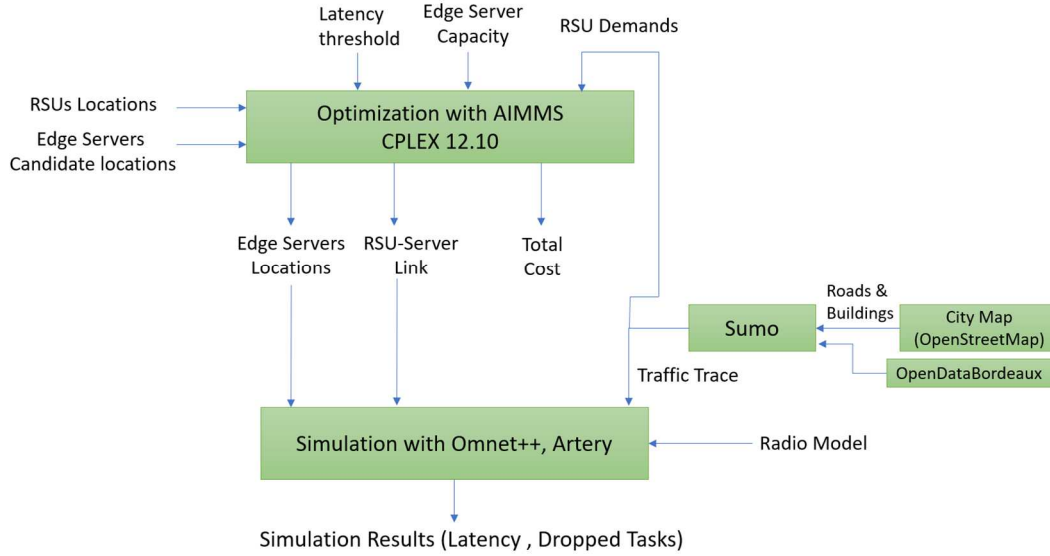 Latency
threshold
Edge Server
Capacity
RSU Demands
RSUs Locations
Edge Servers
Candidate locations
Optimization with AIMMS
CPLEX 12.10
Edge Servers
Locations
RSU-Server
Link
Total
Cost
Roads &
Buildings
Sumo
City Map
(OpenStreetMap)
OpenDataBordeaux
Traffic Trace
Simulation with Omnet++, Artery
Radio Model
Simulation Results (Latency , Dropped Tasks)